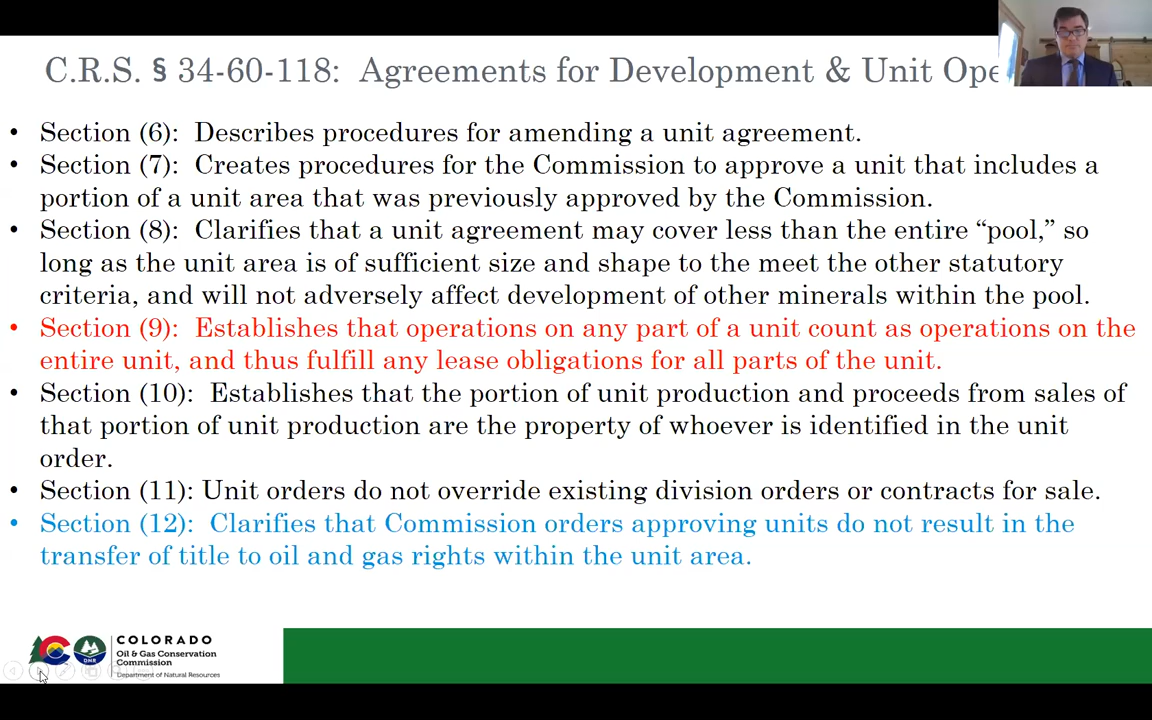 C.R.S. § 34-60-118: Agreements for Development & Unit Ope
• Section (6): Describes procedures for amending a unit agreement.
• Section (7): Creates procedures for the Commission to approve a unit that includes a
portion of a unit area that was previously approved by the Commission.
• Section (8): Clarifies that a unit agreement may cover less than the entire “pool,” so
long as the unit area is of sufficient size and shape to the meet the other statutory
criteria, and will not adversely affect development of other minerals within the pool.
• Section (9): Establishes that operations on any part of a unit count as operations on the
entire unit, and thus fulfill any lease obligations for all parts of the unit.
• Section (10): Establishes that the portion of unit production and proceeds from sales of
that portion of unit production are the property of whoever is identified in the unit
order.
• Section (11): Unit orders do not override existing division orders or contracts for sale.
• Section (12): Clarifies that Commission orders approving units do not result in the
transfer of title to oil and gas rights within the unit area.
DNR
COLORADO
Oil & Gas Conservation
Commission
Department of Natural Resources